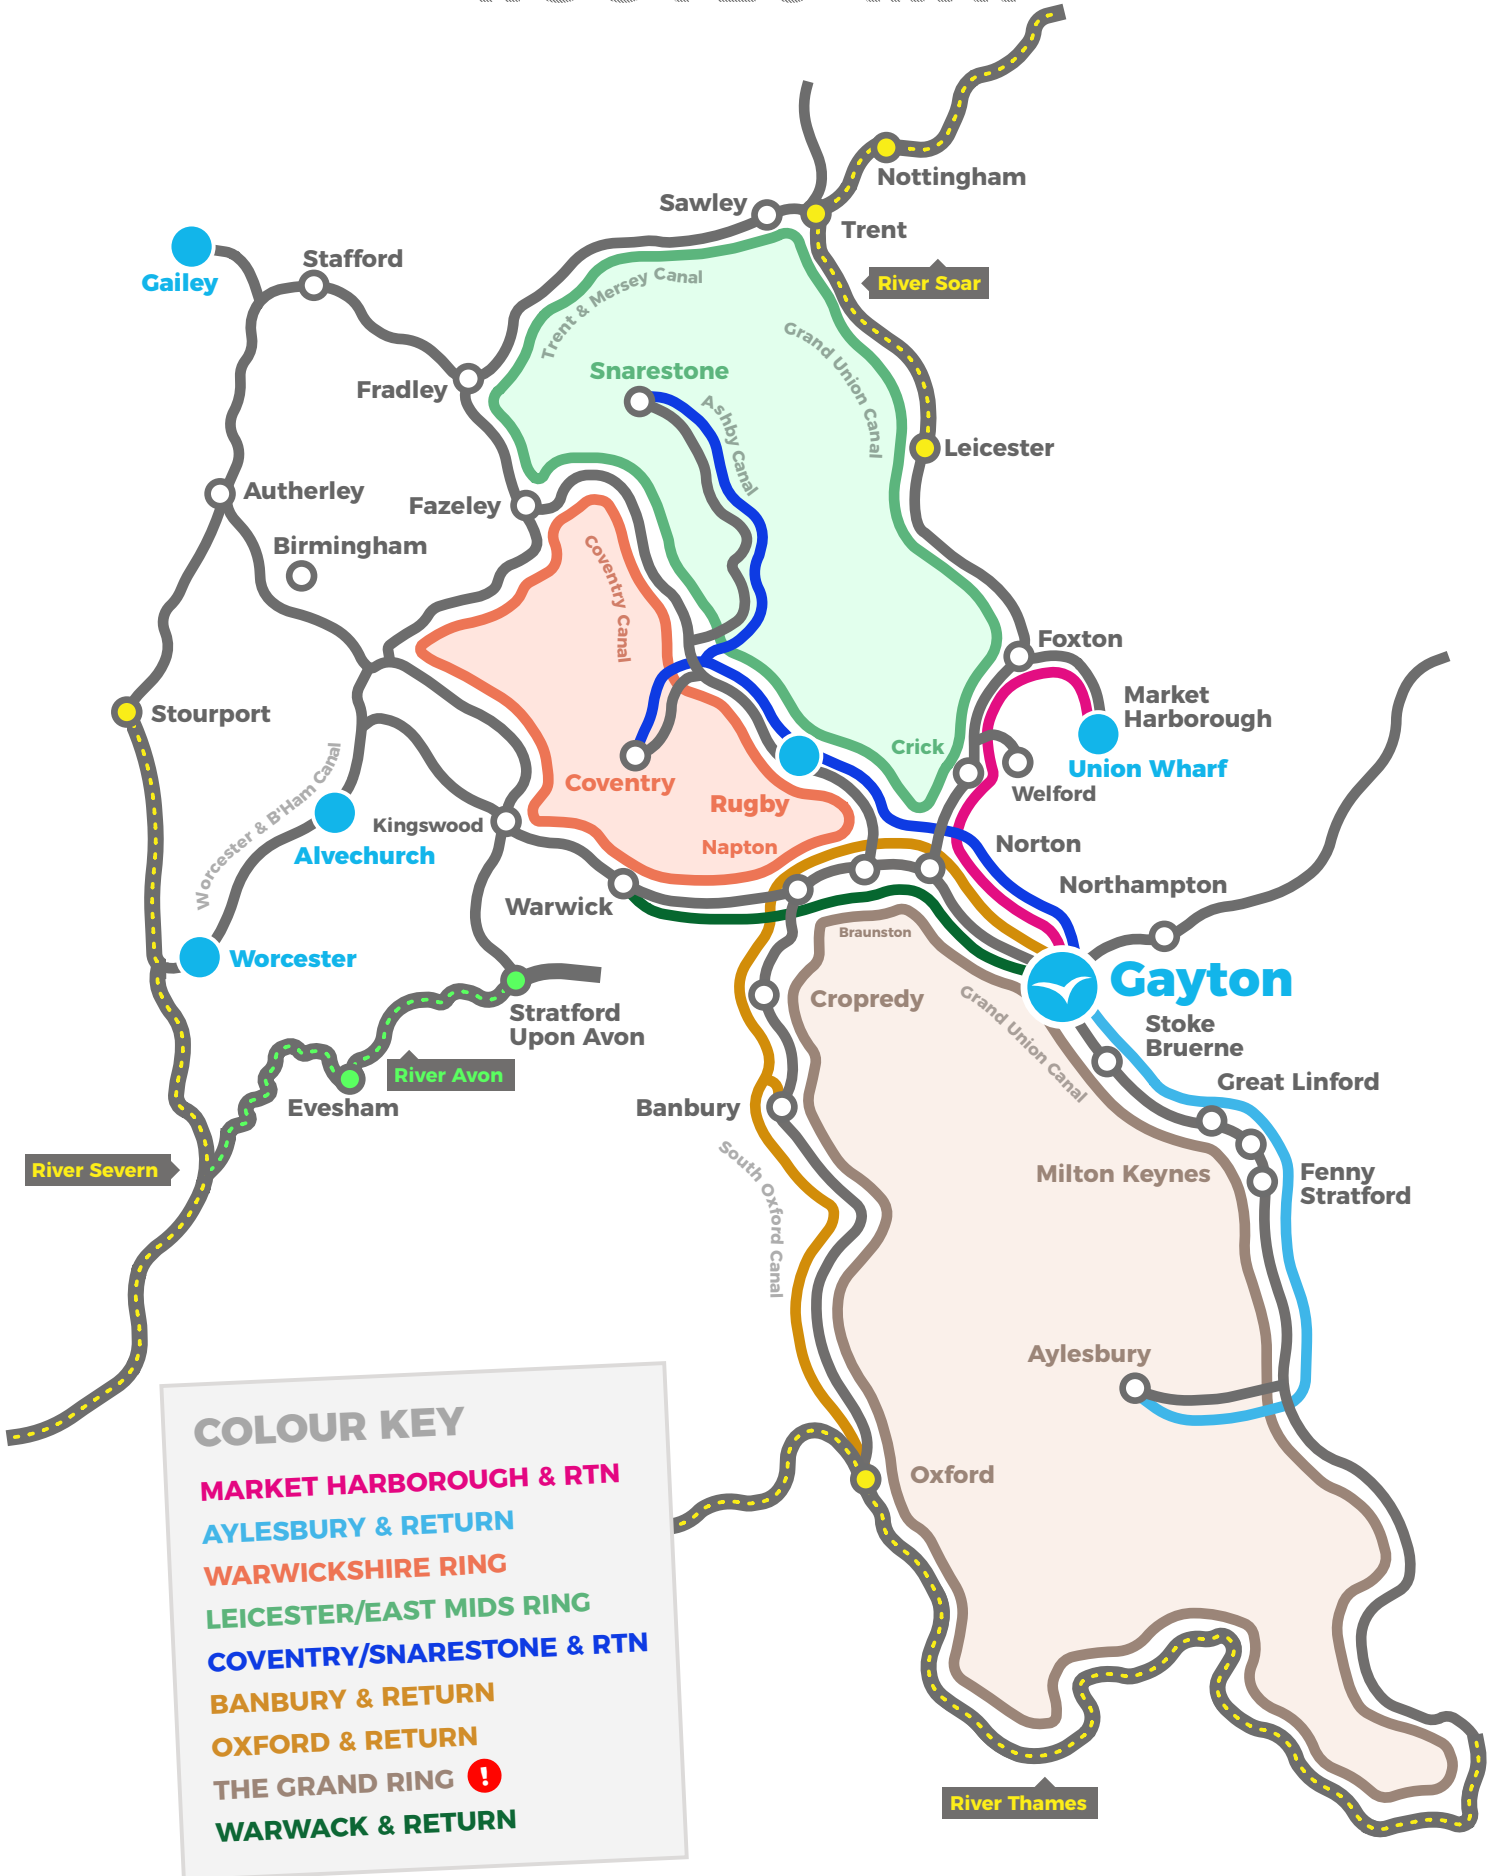 Nottingham
Sawley
Trent
River Soar
Stafford
Gailey
Trent & Mersey Canal
Grand Union Canal
Snarestone
Ashby Canal
Fradley
Leicester
Autherley
Fazeley
Birmingham
Coventry Canal
Foxton
Market
Harborough
Union Wharf
Stourport
Crick
Welford
Coventry
Rugby
Worcester & B'Ham Canal
Kingswood
Alvechurch
Napton
Norton
Northampton
Warwick
Braunston
Worcester
Gayton
Cropredy
Grand Union Canal
Stratford
Upon Avon
Stoke
Bruerne
River Avon
Great Linford
Evesham
Banbury
South Oxford Canal
River Severn
Milton Keynes
Fenny
Stratford
Aylesbury
Oxford
COLOUR KEY
MARKET HARBOROUGH & RTN
AYLESBURY & RETURN
WARWICKSHIRE RING
LEICESTER/EAST MIDS RING
COVENTRY/SNARESTONE & RTN
BANBURY & RETURN
OXFORD & RETURN
THE GRAND RING !
WARWACK & RETURN
River Thames